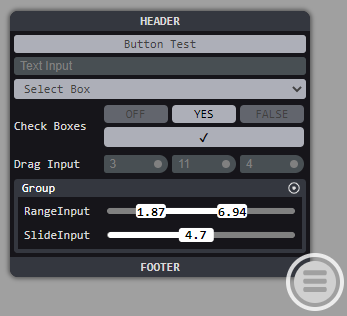 HEADER
Button Test
Text Input
Select Box
Check Boxes OFF YES FALSE
✓
Drag Input 3 11 4
Group
RangeInput 1.87 6.94
SlideInput 4.7
FOOTER